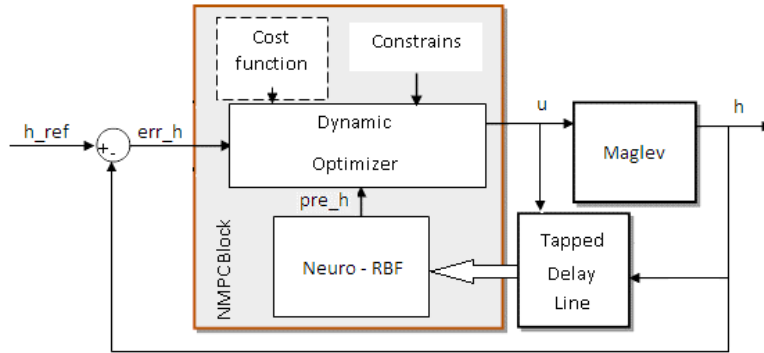 Cost
function
Constrains
h_ref
+
-
err_h
Dynamic
Optimizer
u
Maglev
h
pre_h
NMPCBlock
Neuro - RBF
Tapped
Delay
Line